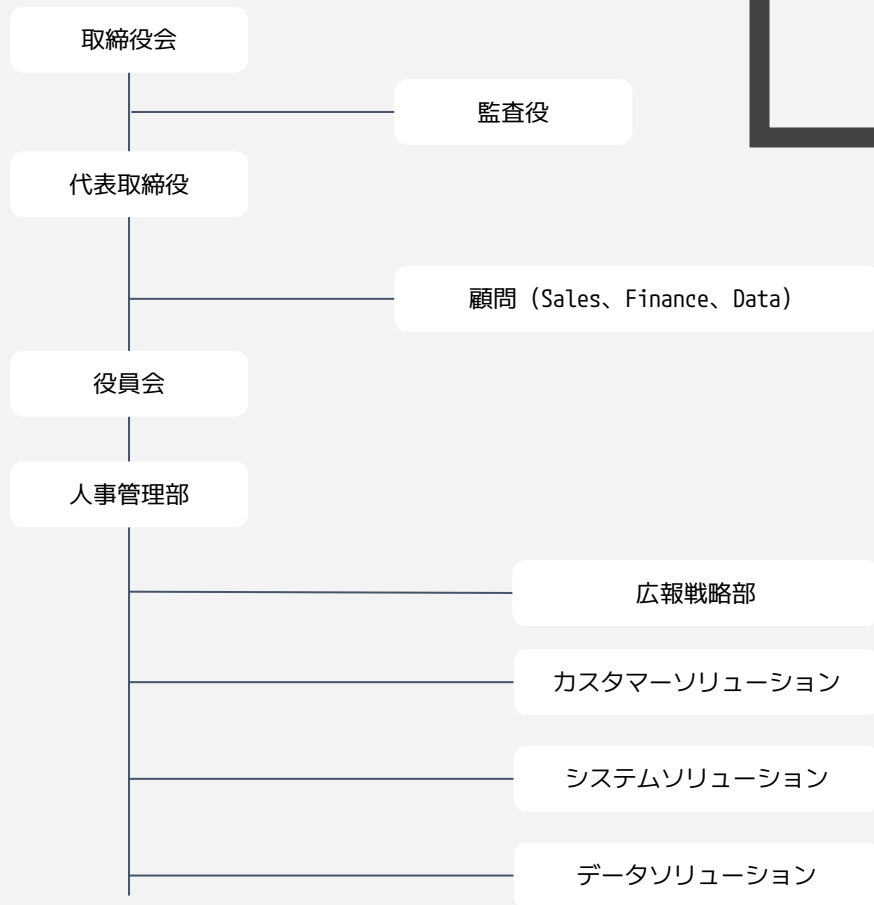 取締役会
監査役
代表取締役
顧問（Sales、Finance、Data）
役員会
人事管理部
広報戦略部
カスタマーソリューション
システムソリューション
データソリューション